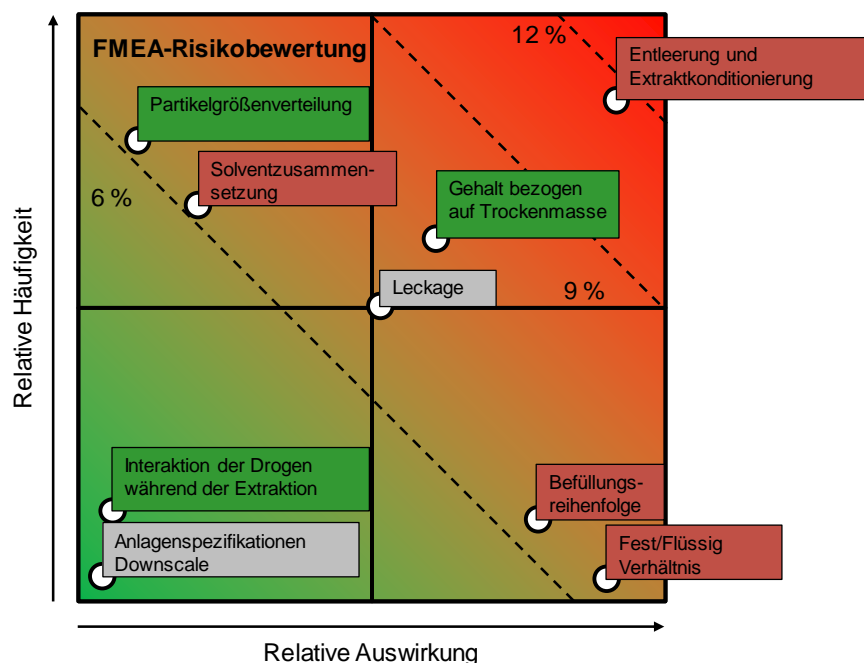 FMEA-Risikobewertung
12 %
Entleerung und
Extraktkonditionierung
Partikelgrößenverteilung
Solventzusammen-
setzung
6 %
Gehalt bezogen
auf Trockenmasse
Leckage
9 %
Relative Häufigkeit
Interaktion der Drogen
während der Extraktion
Befüllungs-
reihenfolge
Anlagenspezifikationen
Downscale
Fest/Flüssig
Verhältnis
Relative Auswirkung